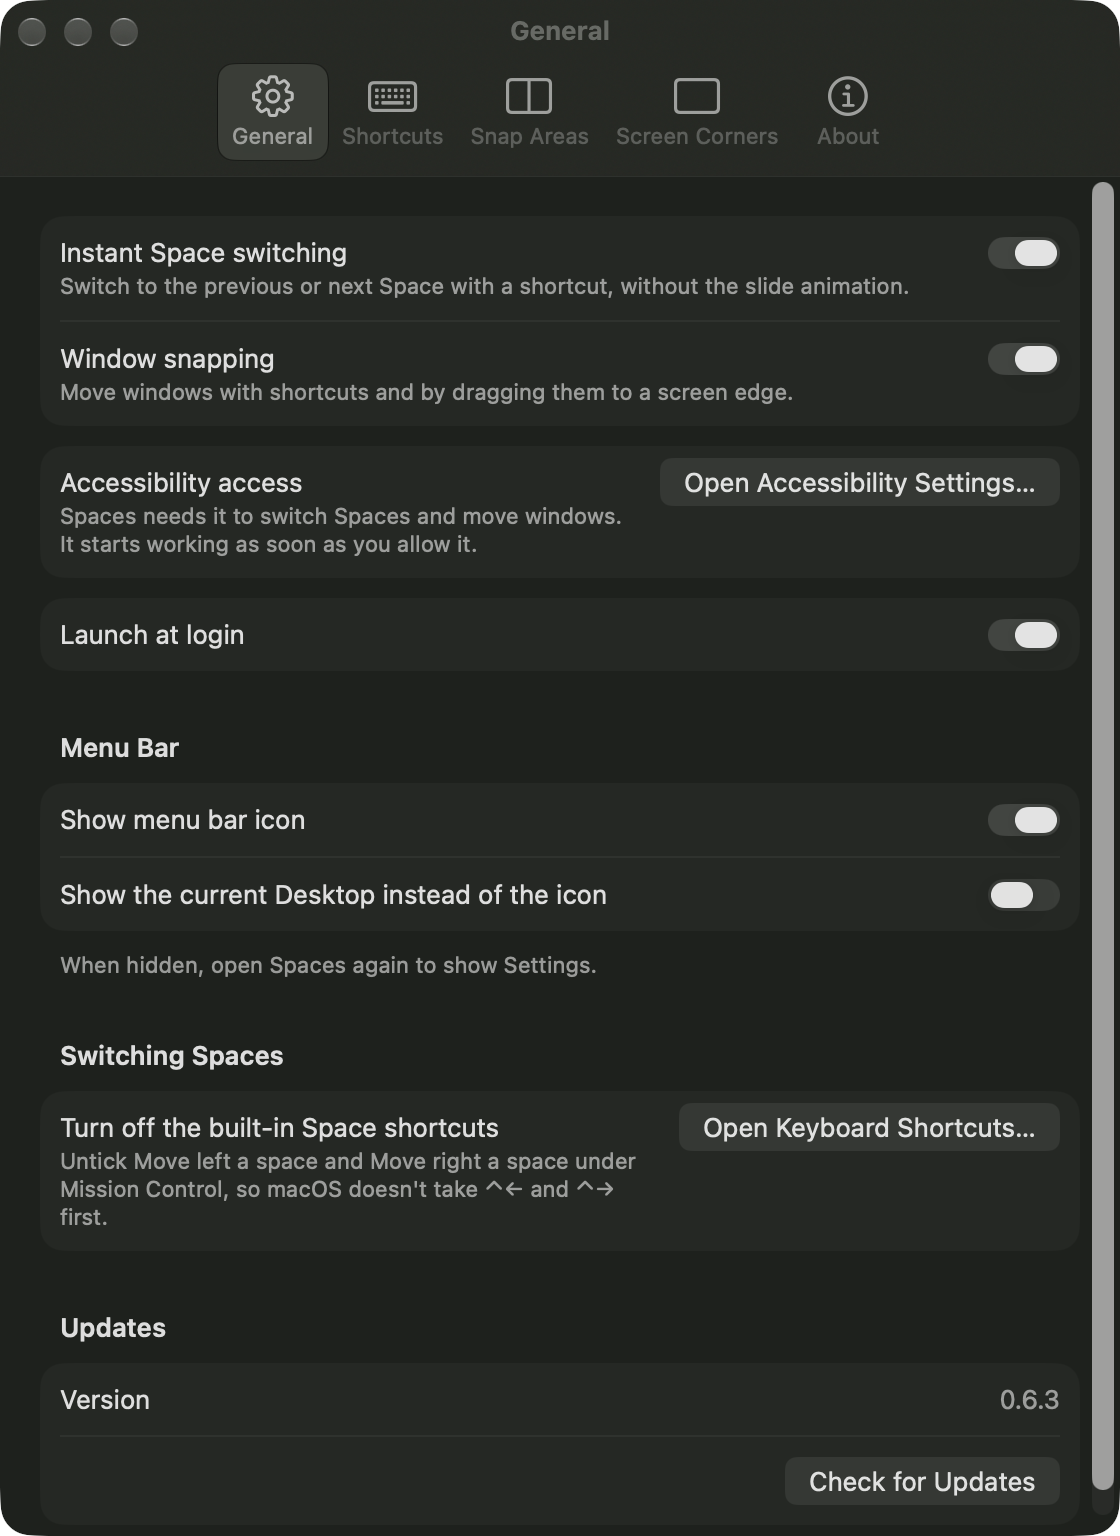 General
General
Shortcuts
Snap Areas
Screen Corners
About
Instant Space switching
Switch to the previous or next Space with a shortcut, without the slide animation.
Window snapping
Move windows with shortcuts and by dragging them to a screen edge.
Accessibility access
Open Accessibility Settings...
Spaces needs it to switch Spaces and move windows.
It starts working as soon as you allow it.
Launch at login
Menu Bar
Show menu bar icon
Show the current Desktop instead of the icon
When hidden, open Spaces again to show Settings.
Switching Spaces
Turn off the built-in Space shortcuts
Open Keyboard Shortcuts...
Untick Move left a space and Move right a space under
Mission Control, so macOS doesn't take ^← and ^→
first.
Updates
Version
0.6.3
Check for Updates